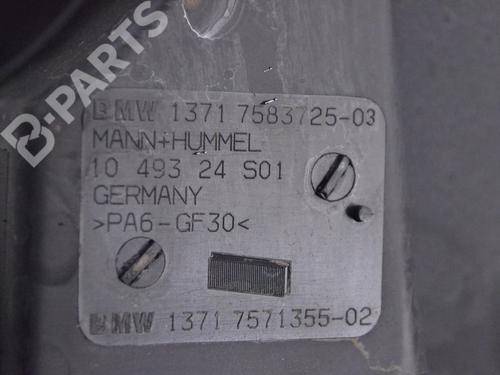 B-PARTS
BMW 1371 7583725-03
MANN+HUMMEL
10 493 24 S01
GERMANY
>PA6-GF30<
BMW 1371 7571355-02